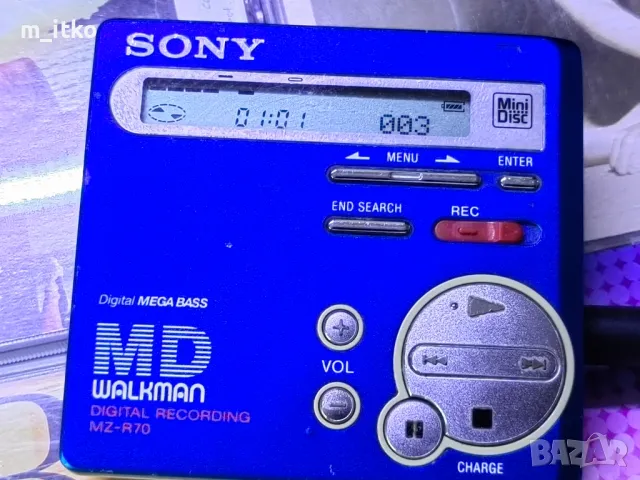 m_itko
SONY
01:01 003
Mini Disc
MENU ENTER
END SEARCH REC
Digital MEGA BASS
MD
WALKMAN
DIGITAL RECORDING
MZ-R70
VOL
CHARGE
BAZAR